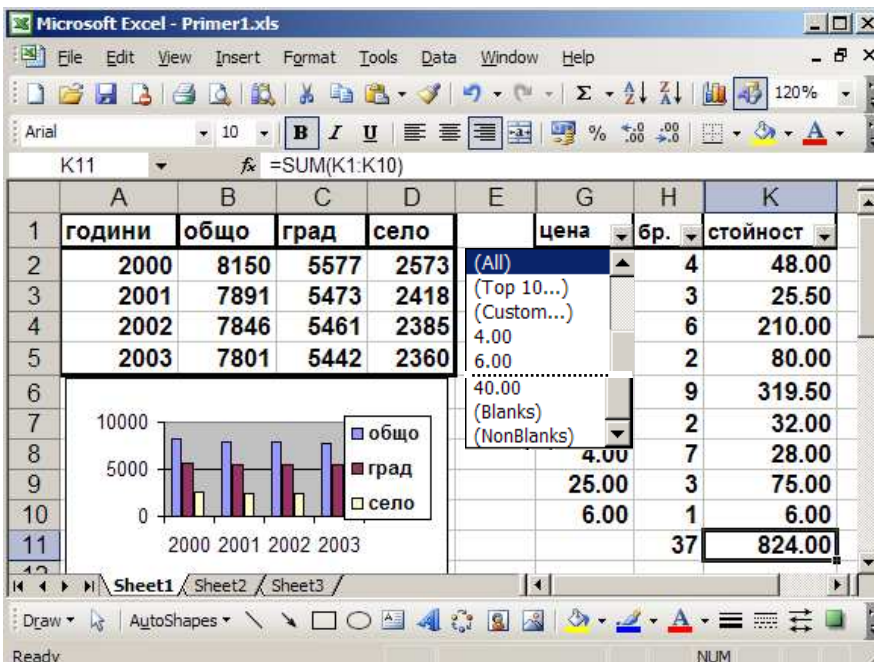 Microsoft Excel - Primer1.xls
File Edit View Insert Format Tools Data Window Help
120%
Arial 10 B I U %
K11 fx =SUM(K1:K10)
A B C D E G H K
1 години общо град село цена бр. стойност
2 2000 8150 5577 2573 (All) 4 48.00
3 2001 7891 5473 2418 (Top 10...) 3 25.50
(Custom...)
4 2002 7846 5461 2385 4.00 6 210.00
5 2003 7801 5442 2360 6.00 2 80.00
6 40.00 9 319.50
7 10000 общо (Blanks) 2 32.00
(NonBlanks)
8 5000 град 4.00 7 28.00
9 село 25.00 3 75.00
10 0 6.00 1 6.00
11 2000 2001 2002 2003 37 824.00
12
Sheet1 Sheet2 Sheet3
Draw AutoShapes
Ready NUM